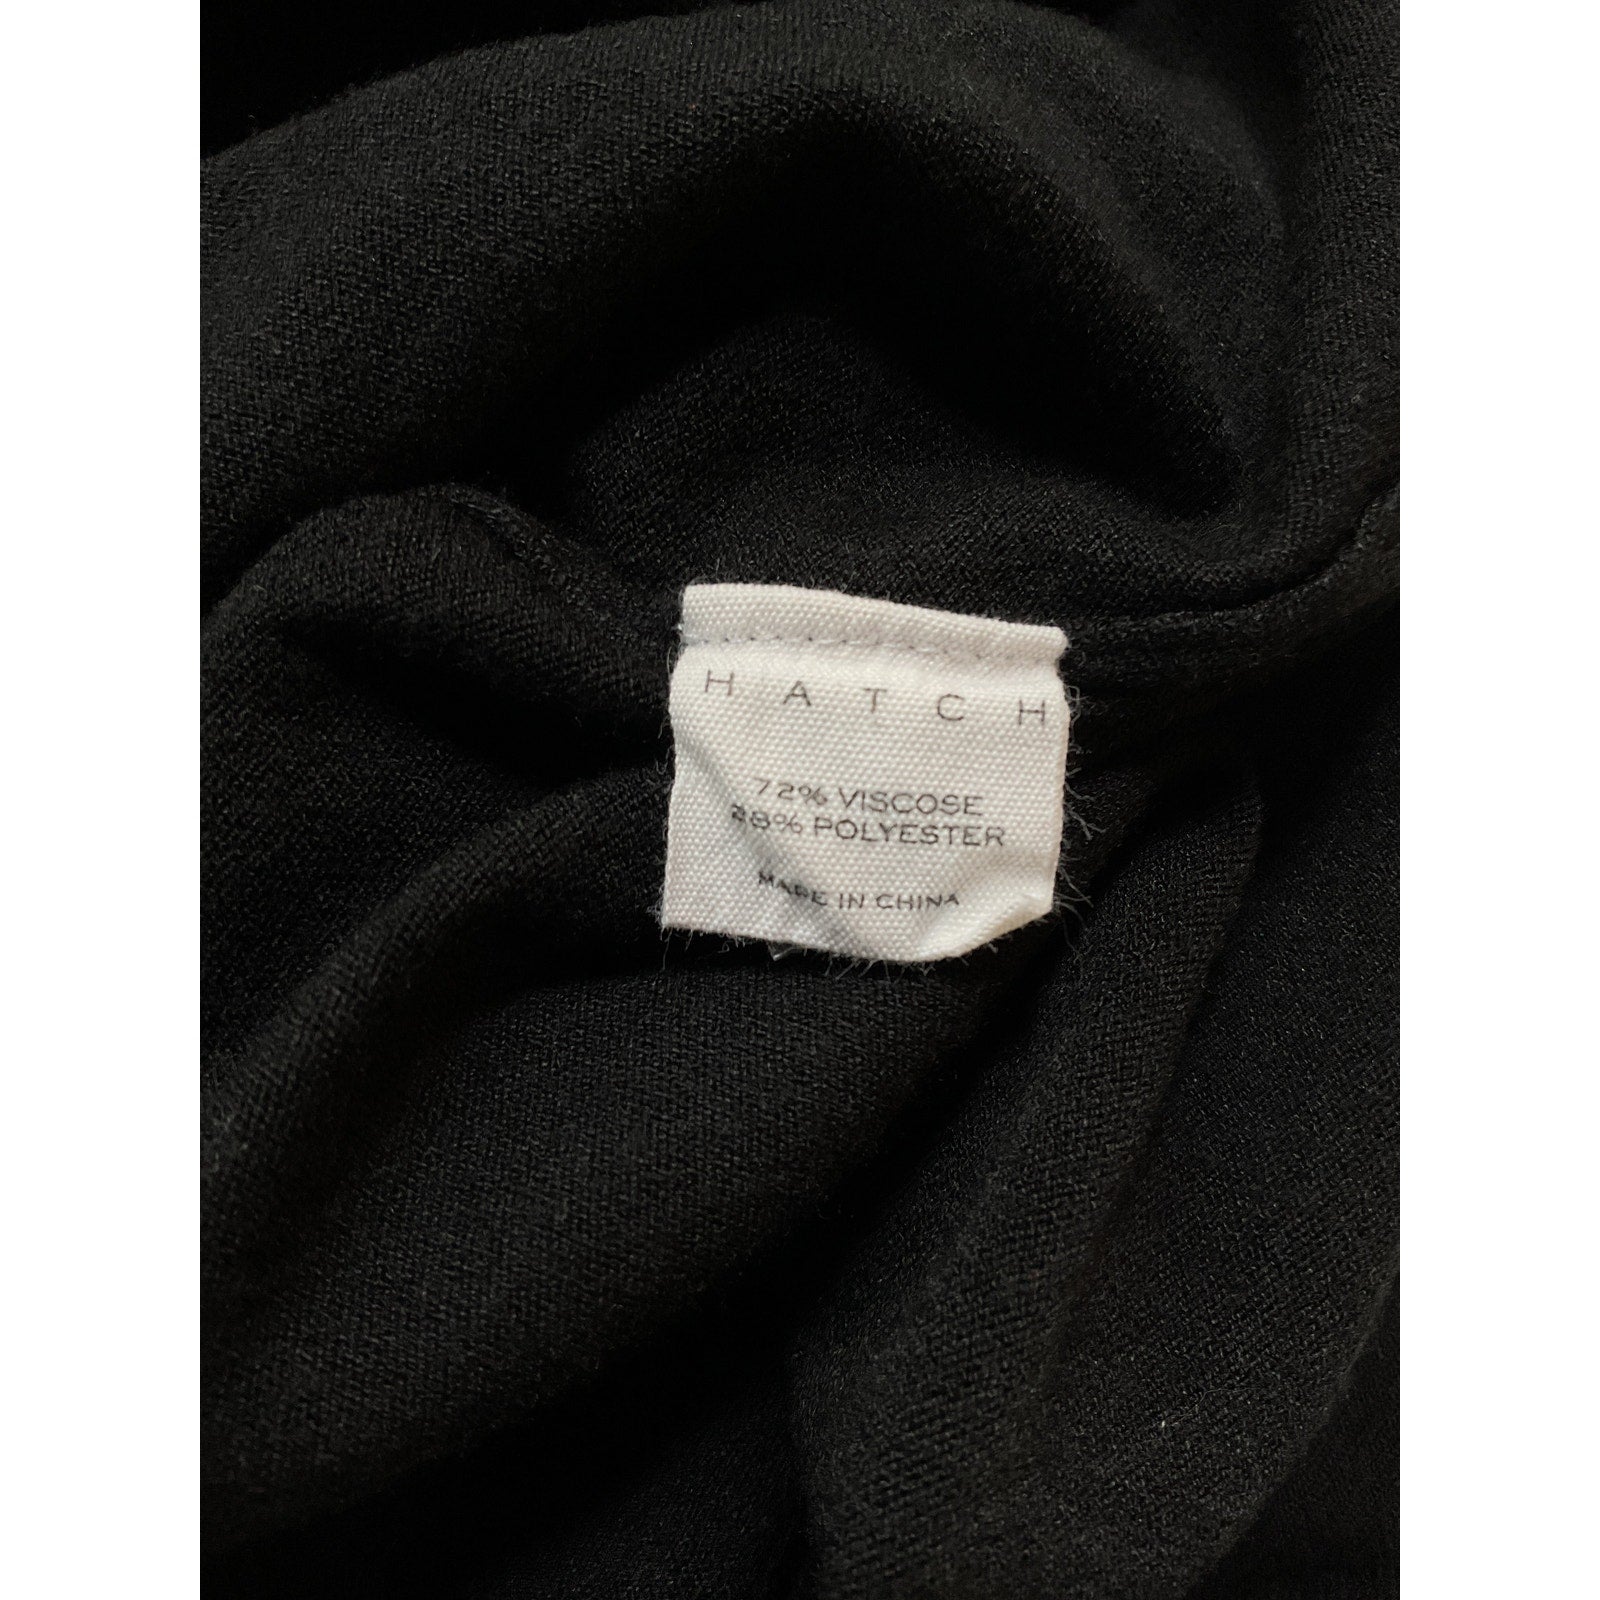 HATCH
72% VISCOSE
28% POLYESTER
MADE IN CHINA